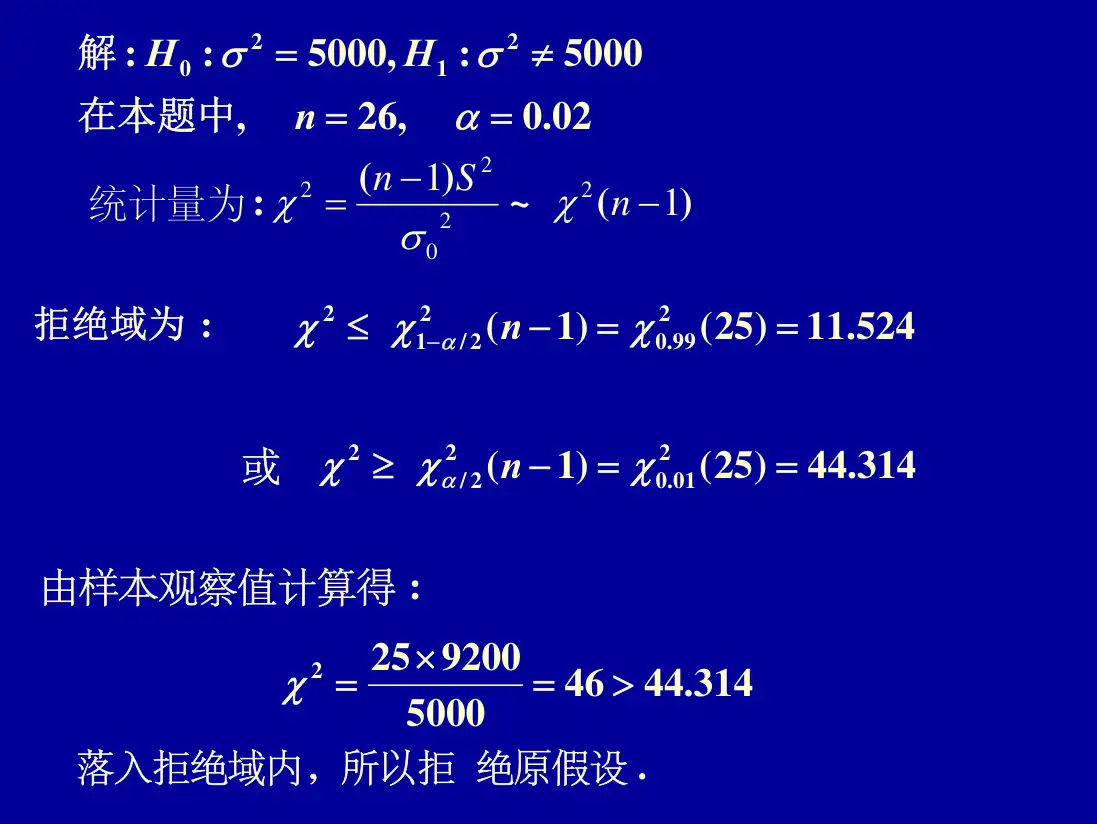 解:H₀:σ²=5000,H₁:σ²≠5000
在本题中, n=26, α=0.02
统计量为:χ²=(n−1)S²/σ₀² ~ χ²(n−1)
拒绝域为: χ²≤χ²₁₋α/₂(n−1)=χ²₀.₉₉(25)=11.524
或 χ²≥χ²α/₂(n−1)=χ²₀.₀₁(25)=44.314
由样本观察值计算得:
χ²=25×9200/5000=46>44.314
落入拒绝域内，所以拒 绝原假设.